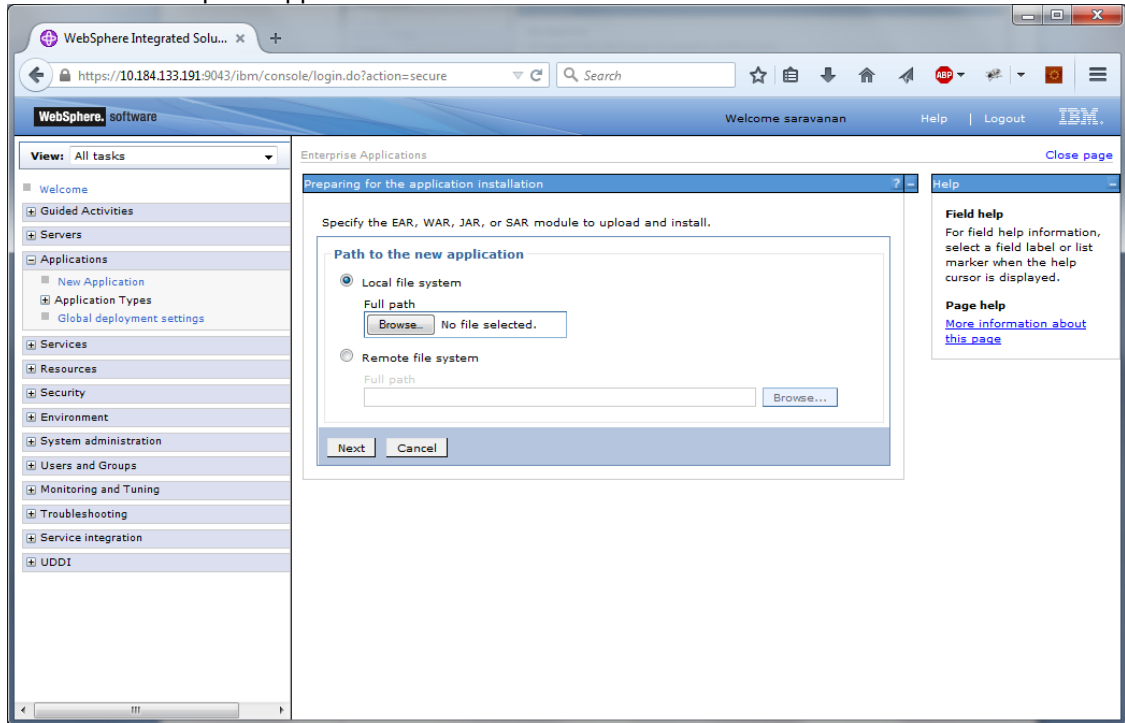 WebSphere Integrated Solu...
https://10.184.133.191:9043/ibm/console/login.do?action=secure
Search
ABP
WebSphere. software
Welcome saravanan
Help | Logout
IBM.
View: All tasks
Welcome
Guided Activities
Servers
Applications
New Application
Application Types
Global deployment settings
Services
Resources
Security
Environment
System administration
Users and Groups
Monitoring and Tuning
Troubleshooting
Service integration
UDDI
Enterprise Applications
Close page
Preparing for the application installation
?
Specify the EAR, WAR, JAR, or SAR module to upload and install.
Path to the new application
Local file system
Full path
Browse... No file selected.
Remote file system
Full path
Browse...
Next Cancel
Help
Field help
For field help information,
select a field label or list
marker when the help
cursor is displayed.
Page help
More information about
this page